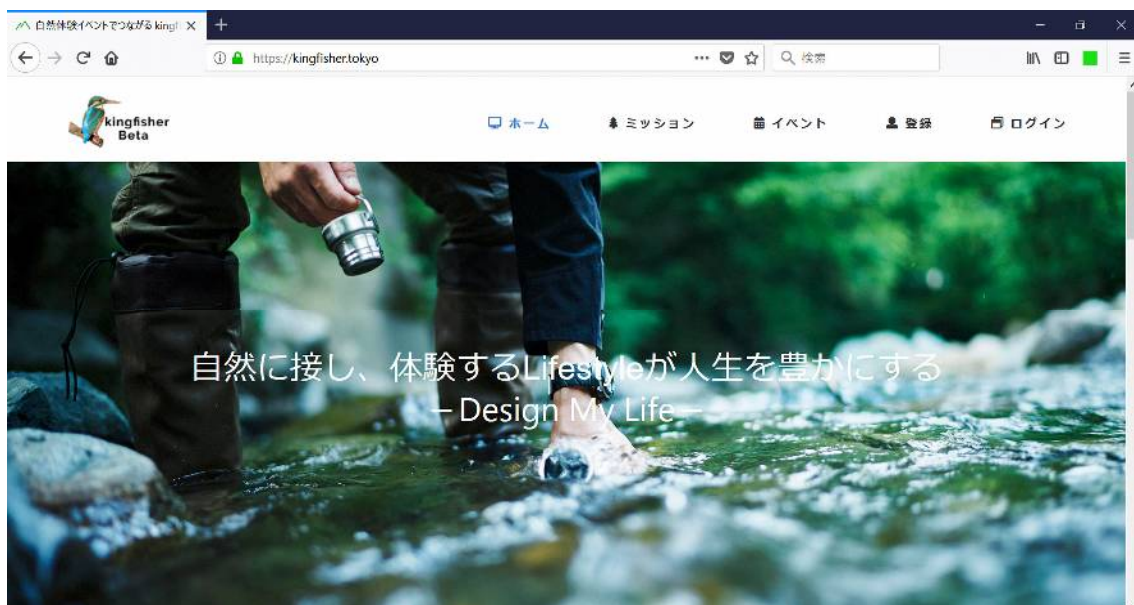 自然体験イベントでつながる kingf
https://kingfisher.tokyo
検索
kingfisher
Beta
ホーム
ミッション
イベント
登録
ログイン
自然に接し、体験するLifestyleが人生を豊かにする
－Design My Life－